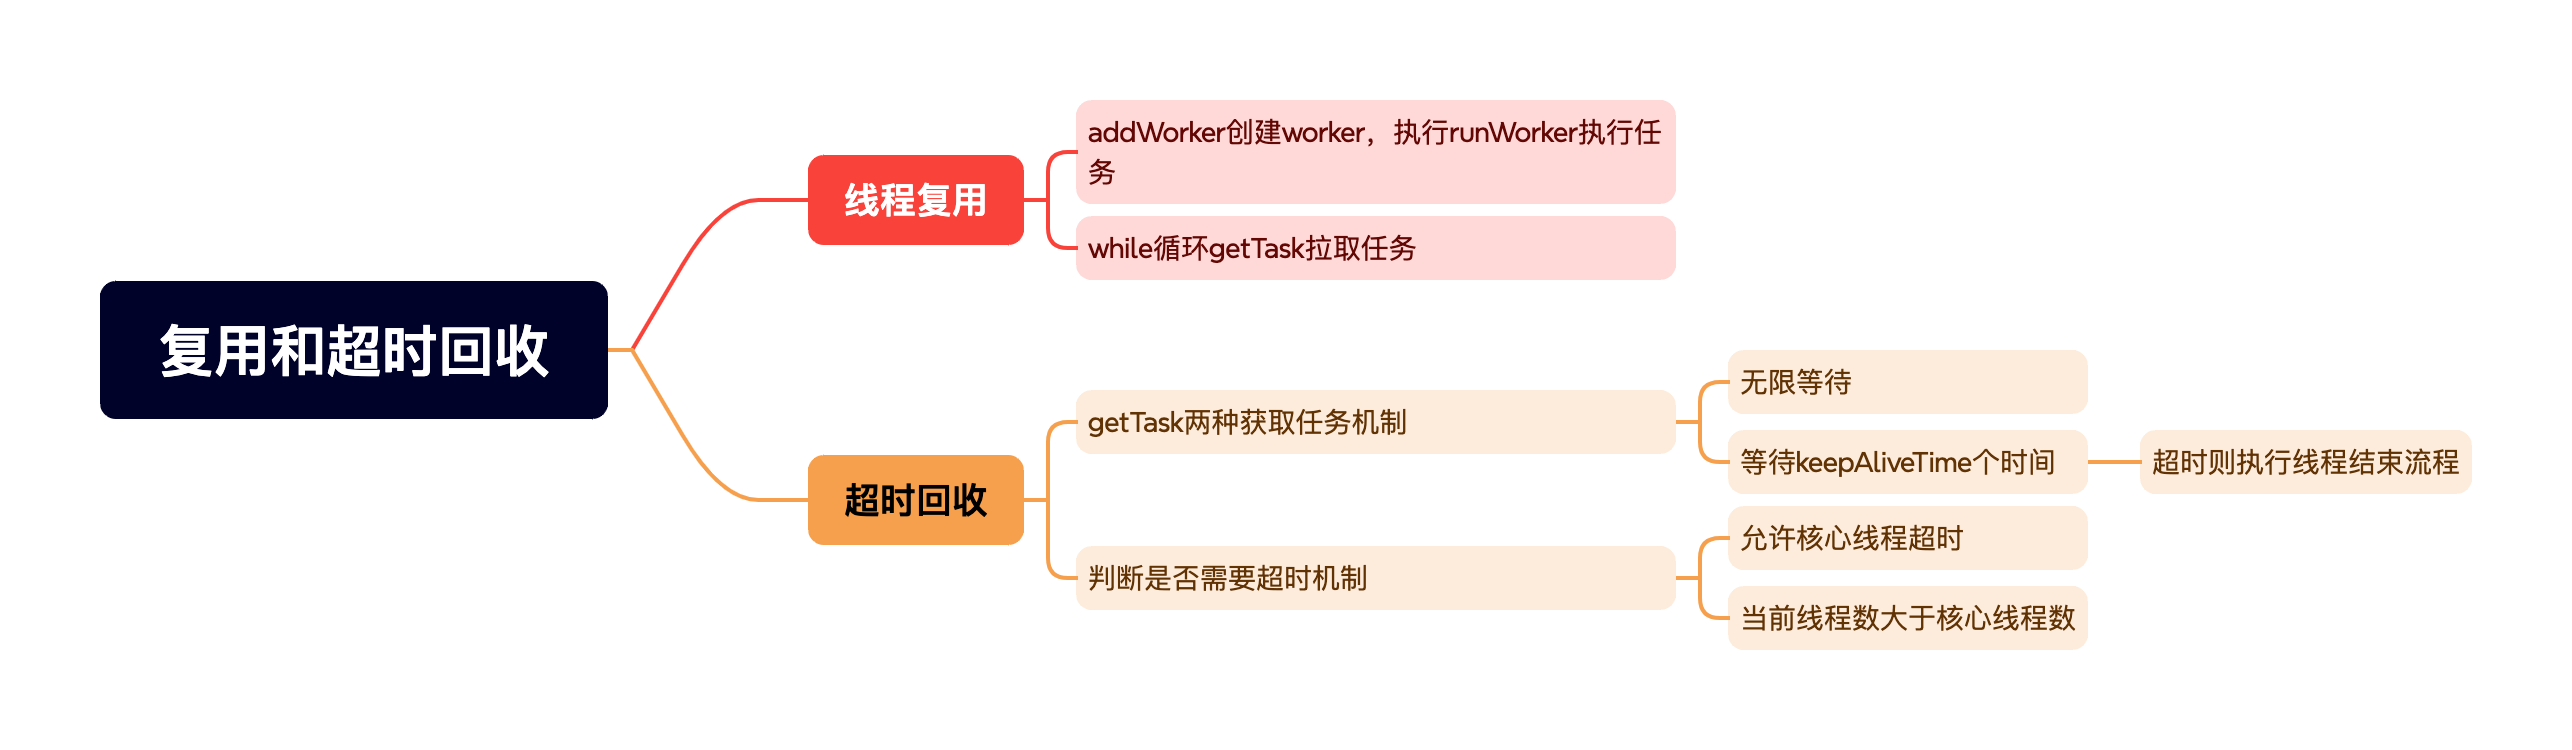 复用和超时回收
线程复用
addWorker创建worker，执行runWorker执行任
务
while循环getTask拉取任务
超时回收
getTask两种获取任务机制
无限等待
等待keepAliveTime个时间
超时则执行线程结束流程
判断是否需要超时机制
允许核心线程超时
当前线程数大于核心线程数